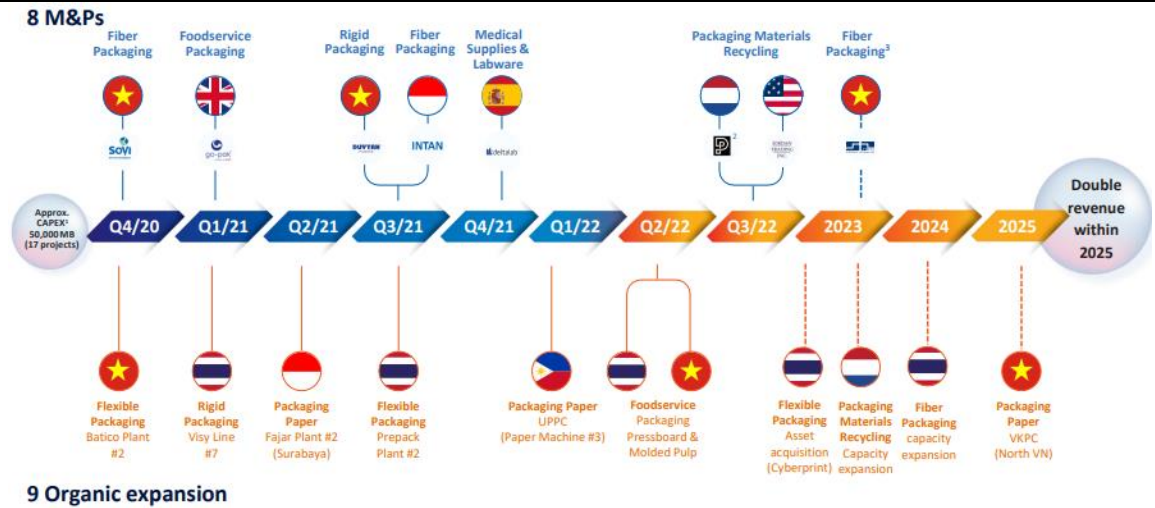 8 M&Ps
Fiber
Packaging
Foodservice
Packaging
Rigid
Packaging
Fiber
Packaging
Medical
Supplies &
Labware
Packaging Materials
Recycling
Fiber
Packaging³
SOVI
go-pak
DUYTAN
INTAN
deltalab
2
Approx.
CAPEX¹
50,000 MB
(17 projects)
Q4/20
Q1/21
Q2/21
Q3/21
Q4/21
Q1/22
Q2/22
Q3/22
2023
2024
2025
Double
revenue
within
2025
Flexible
Packaging
Batico Plant
#2
Rigid
Packaging
Visy Line
#7
Packaging
Paper
Fajar Plant #2
(Surabaya)
Flexible
Packaging
Prepack
Plant #2
Packaging Paper
UPPC
(Paper Machine #3)
Foodservice
Packaging
Pressboard &
Molded Pulp
Flexible
Packaging
Asset
acquisition
(Cyberprint)
Packaging
Materials
Recycling
Capacity
expansion
Fiber
Packaging
capacity
expansion
Packaging
Paper
VKPC
(North VN)
9 Organic expansion